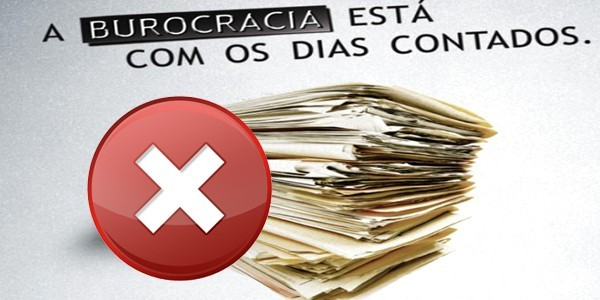 A BUROCRACIA ESTÁ
COM OS DIAS CONTADOS.